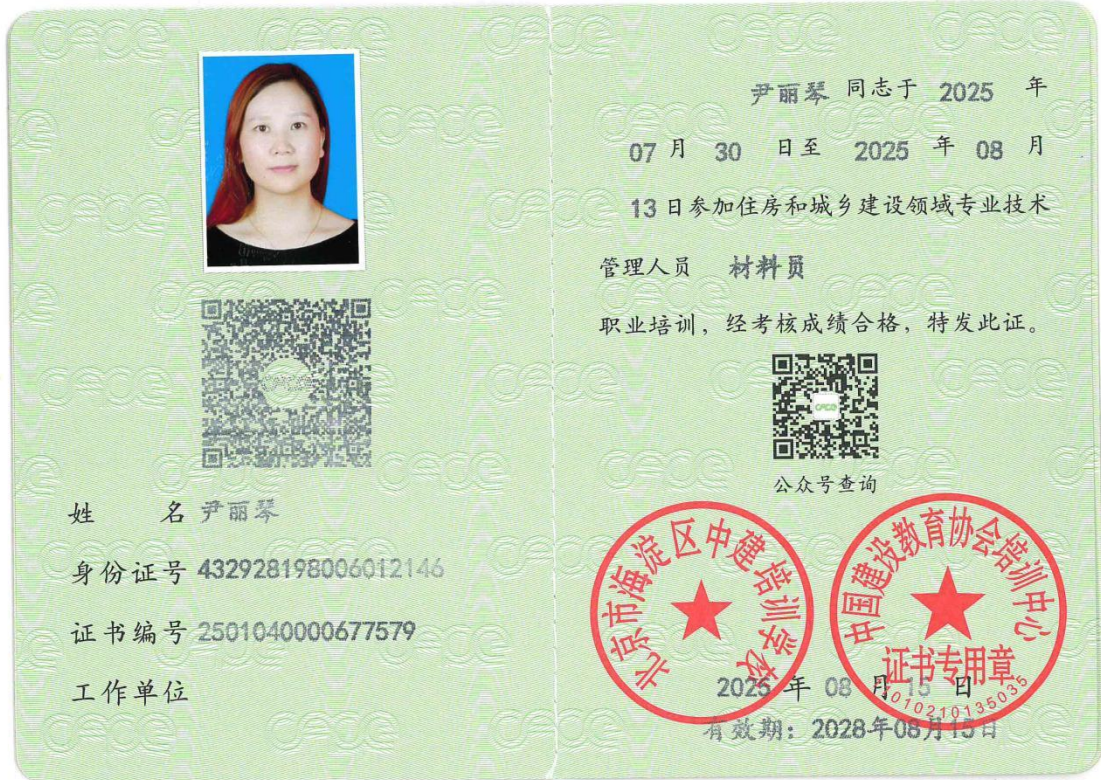 姓 名 尹丽琴
身份证号 432928198006012146
证书编号 2501040000677579
工作单位
尹丽琴 同志于 2025 年
07 月 30 日至 2025 年 08 月
13 日参加住房和城乡建设领域专业技术
管理人员 材料员
职业培训，经考核成绩合格，特发此证。
公众号查询
北京市海淀区中建培训学校
中国建设教育协会培训中心
证书专用章
2025 年 08 月 15 日
有效期：2028年08月15日